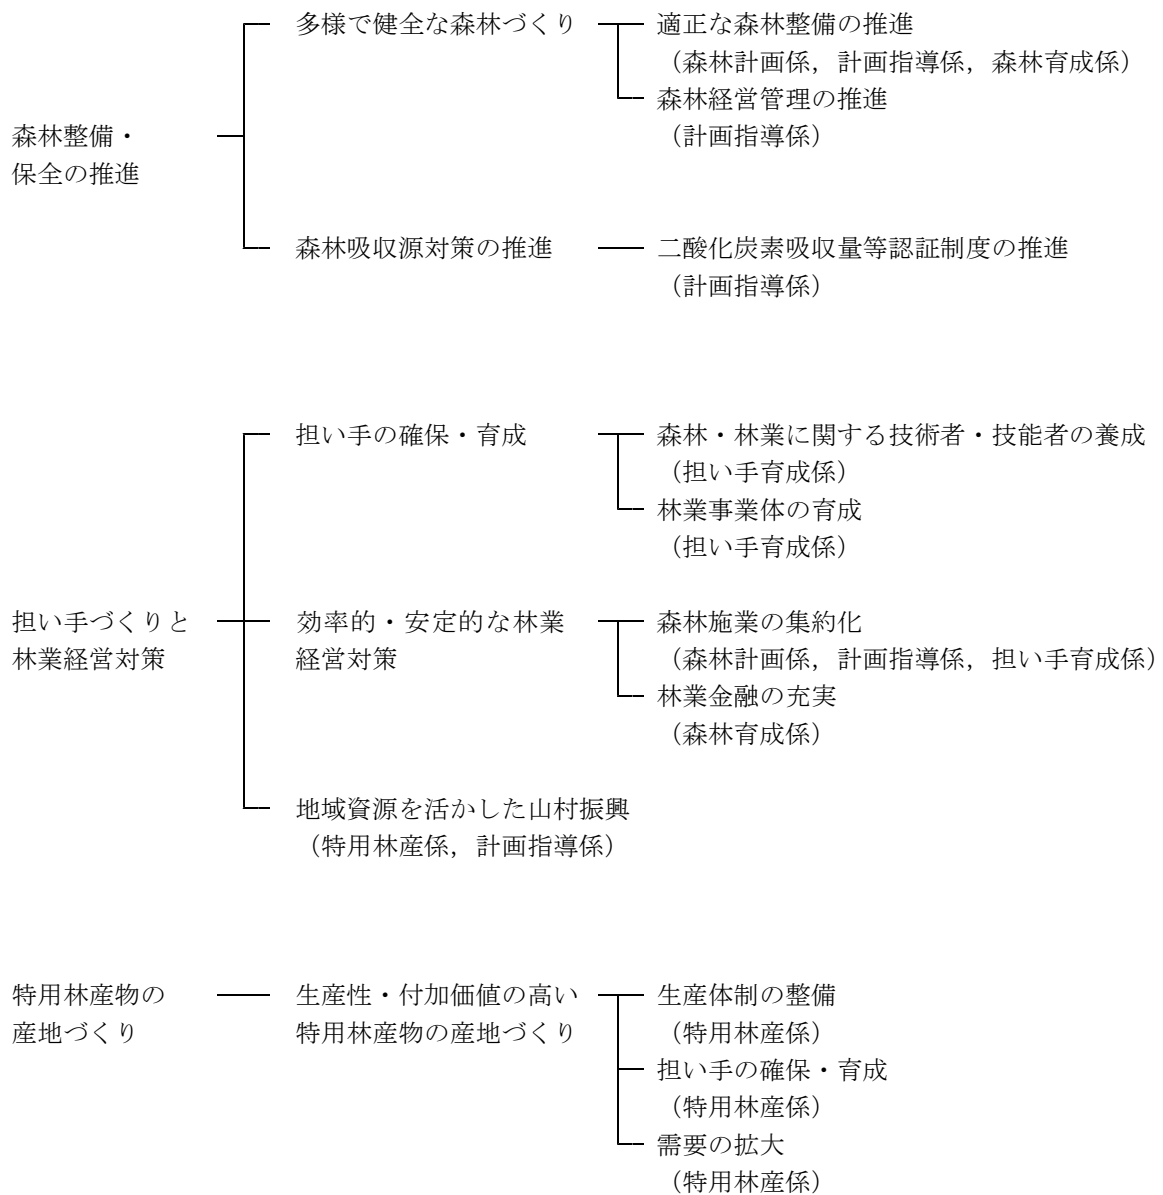 多様で健全な森林づくり
適正な森林整備の推進
（森林計画係，計画指導係，森林育成係）
森林経営管理の推進
（計画指導係）
森林整備・
保全の推進
森林吸収源対策の推進
二酸化炭素吸収量等認証制度の推進
（計画指導係）
担い手の確保・育成
森林・林業に関する技術者・技能者の養成
（担い手育成係）
林業事業体の育成
（担い手育成係）
担い手づくりと
林業経営対策
効率的・安定的な林業
経営対策
森林施業の集約化
（森林計画係，計画指導係，担い手育成係）
林業金融の充実
（森林育成係）
地域資源を活かした山村振興
（特用林産係，計画指導係）
特用林産物の
産地づくり
生産性・付加価値の高い
特用林産物の産地づくり
生産体制の整備
（特用林産係）
担い手の確保・育成
（特用林産係）
需要の拡大
（特用林産係）